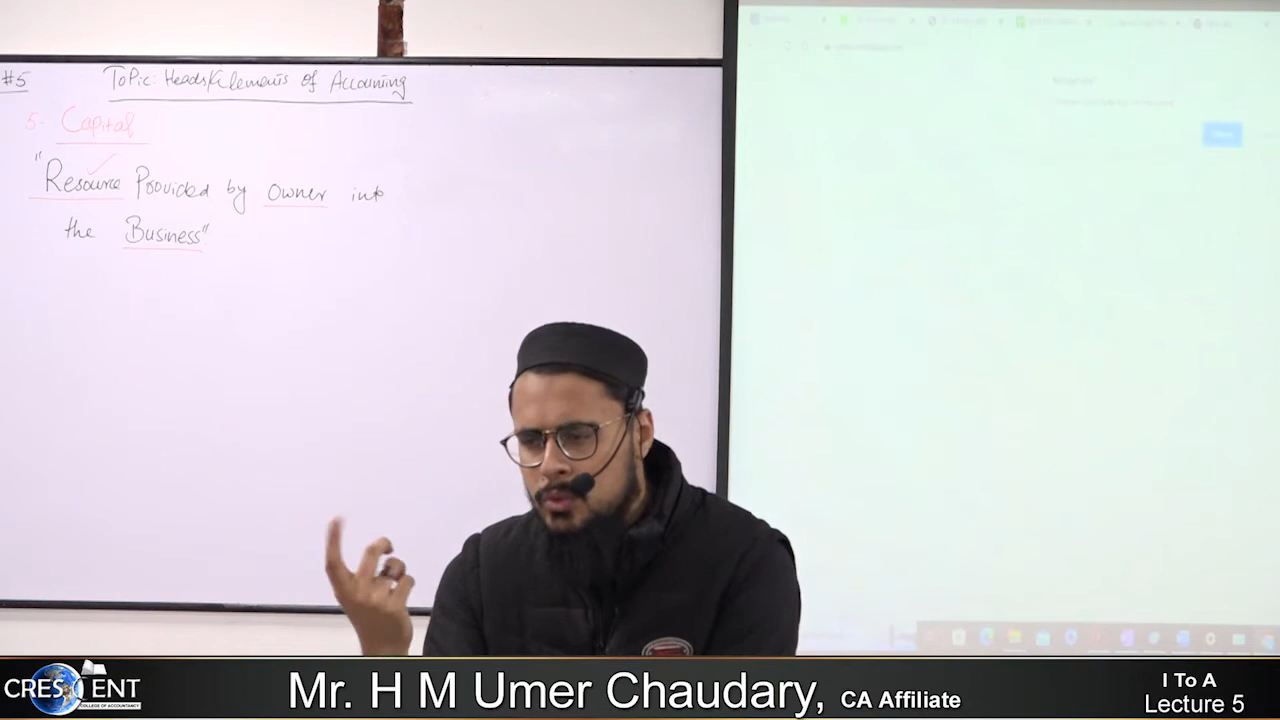 #5
Topic: Heads/Elements of Accounting
5- Capital
"Resource Provided by owner into
the Business"
CRESCENT
COLLEGE OF ACCOUNTANCY
Mr. H M Umer Chaudary, CA Affiliate
I To A
Lecture 5